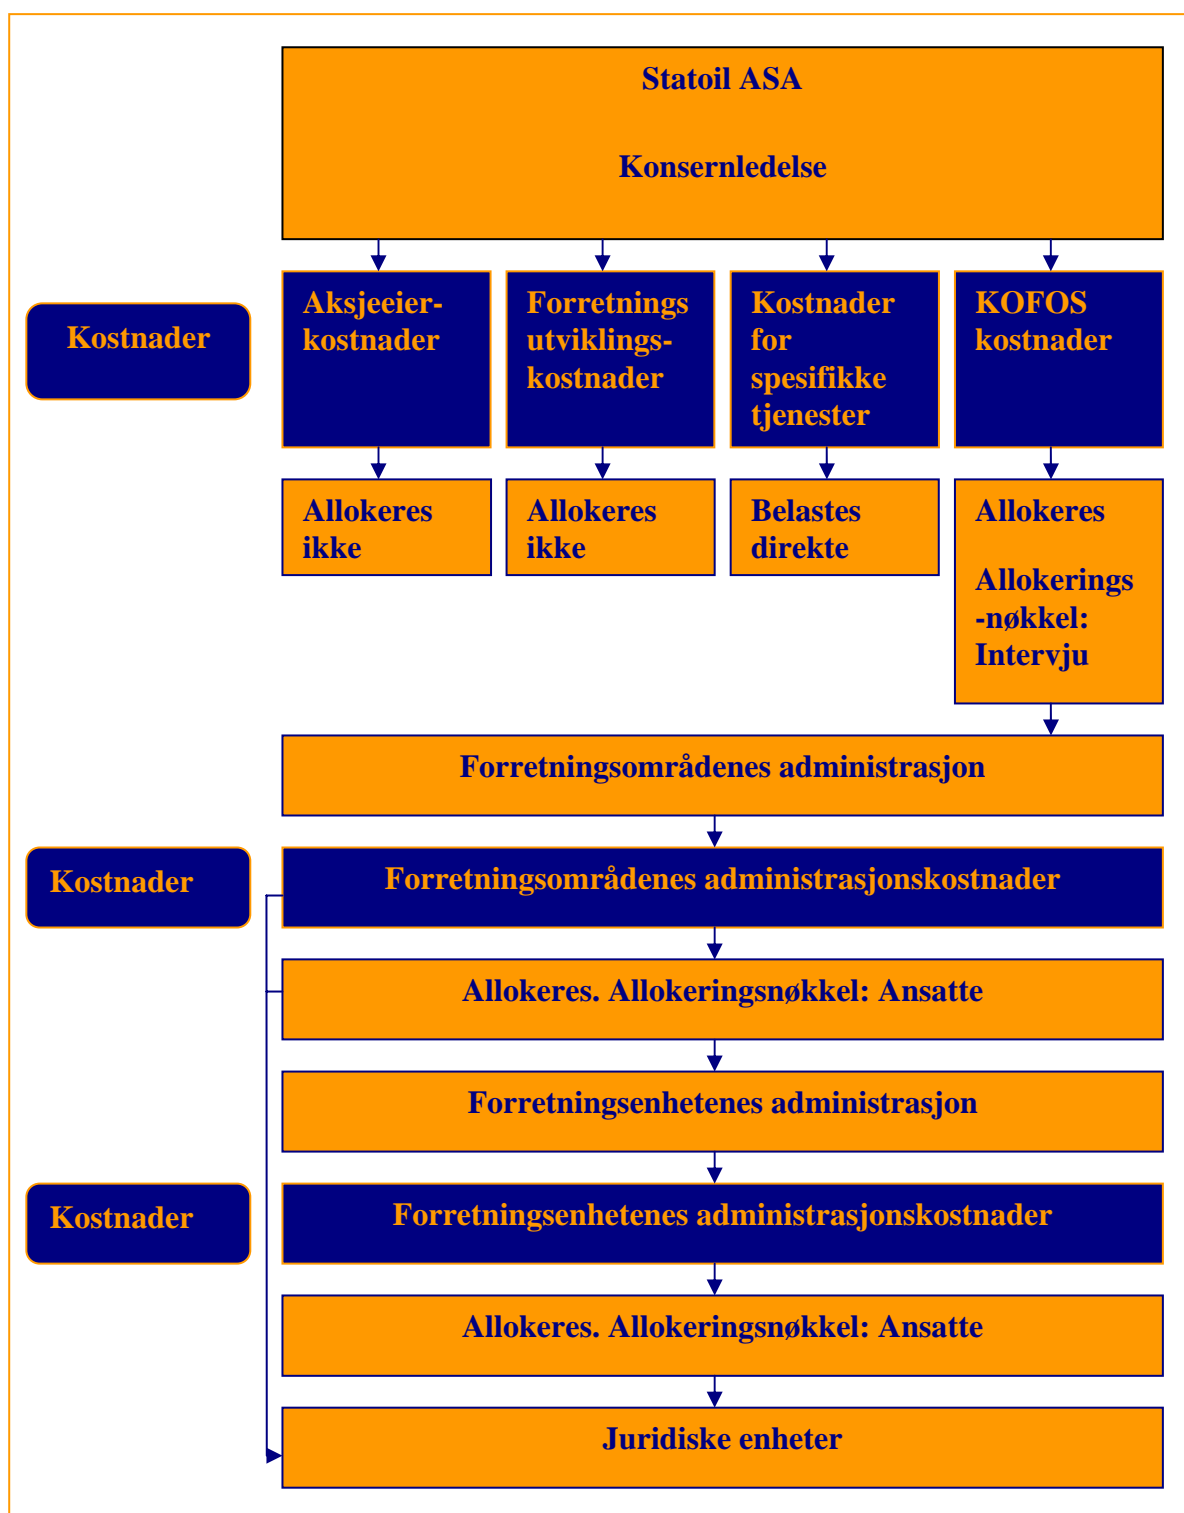 Statoil ASA
Konsernledelse
Kostnader
Aksjeeier-
kostnader
Forretnings
utviklings-
kostnader
Kostnader
for
spesifikke
tjenester
KOFOS
kostnader
Allokeres
ikke
Allokeres
ikke
Belastes
direkte
Allokeres
Allokerings
-nøkkel:
Intervju
Forretningsområdenes administrasjon
Kostnader
Forretningsområdenes administrasjonskostnader
Allokeres. Allokeringsnøkkel: Ansatte
Forretningsenhetenes administrasjon
Kostnader
Forretningsenhetenes administrasjonskostnader
Allokeres. Allokeringsnøkkel: Ansatte
Juridiske enheter